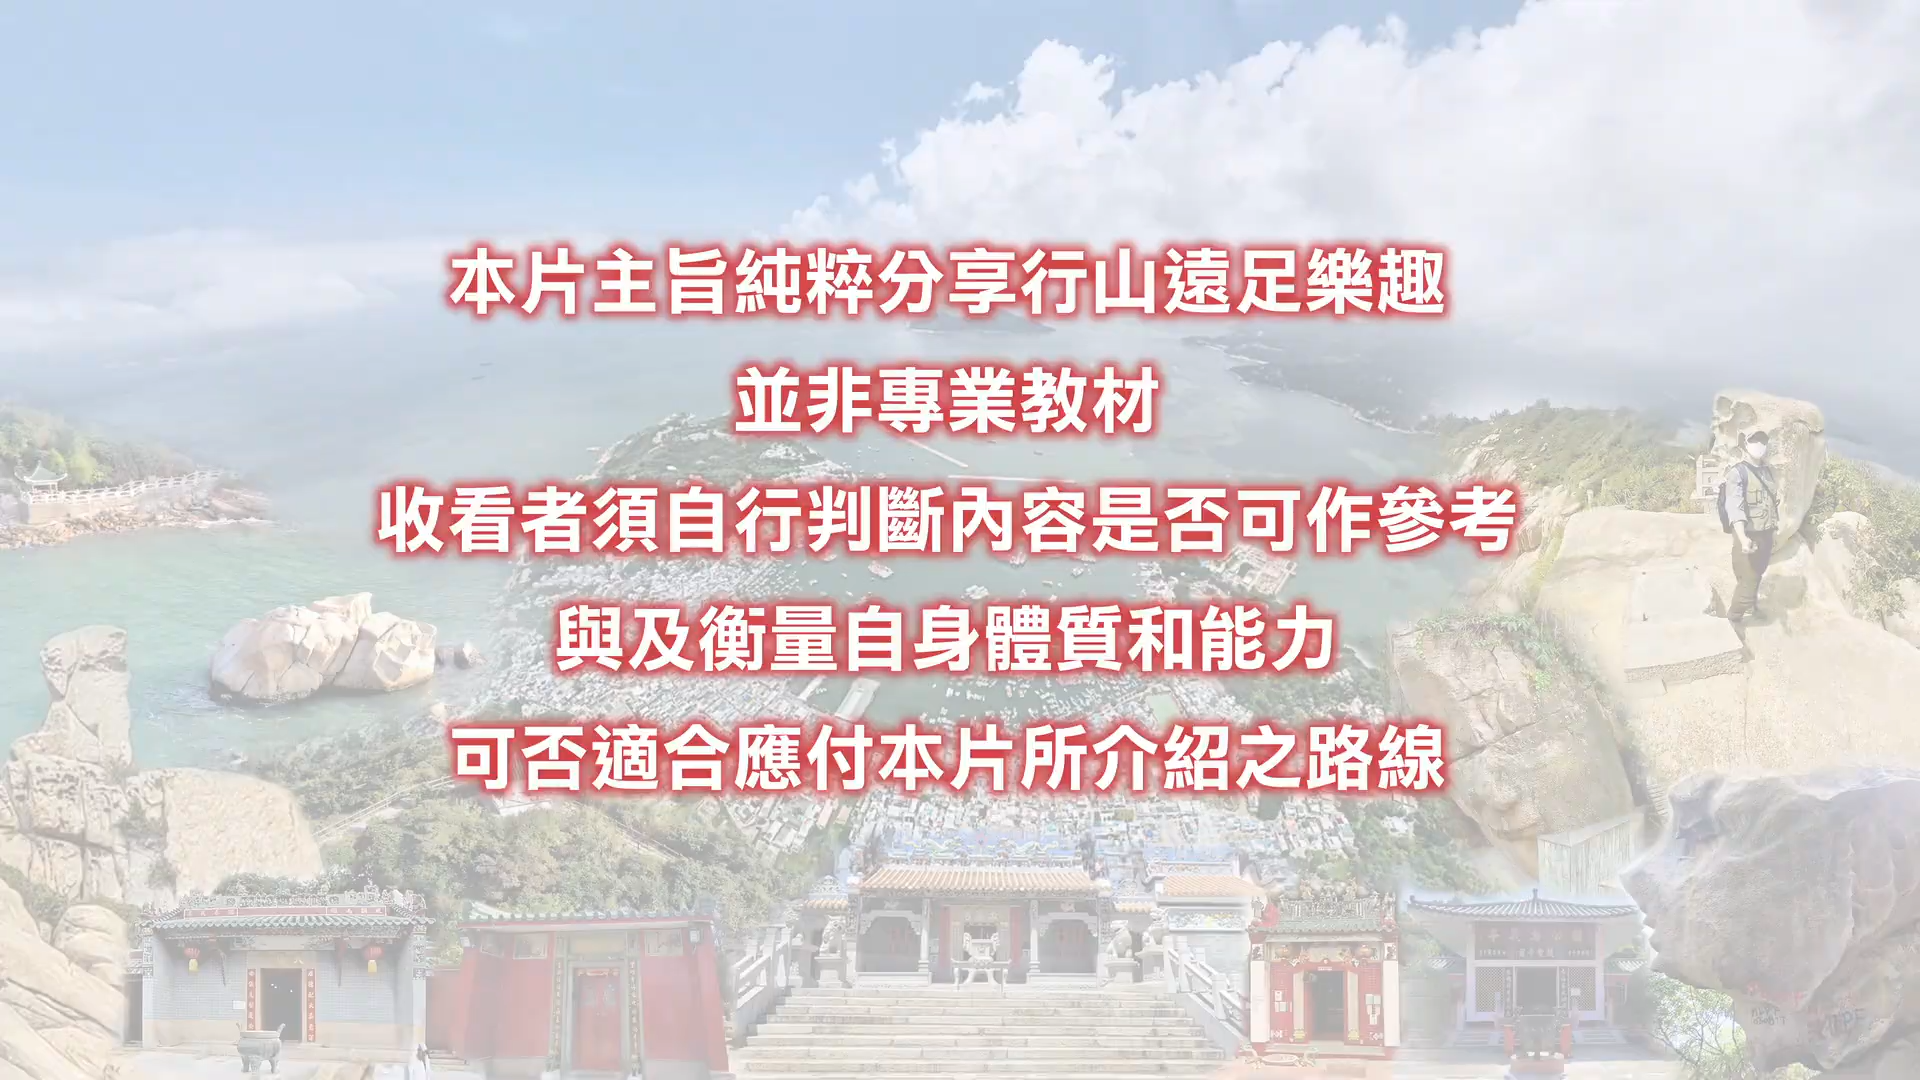 本片主旨純粹分享行山遠足樂趣
並非專業教材
收看者須自行判斷內容是否可作參考
與及衡量自身體質和能力
可否適合應付本片所介紹之路線